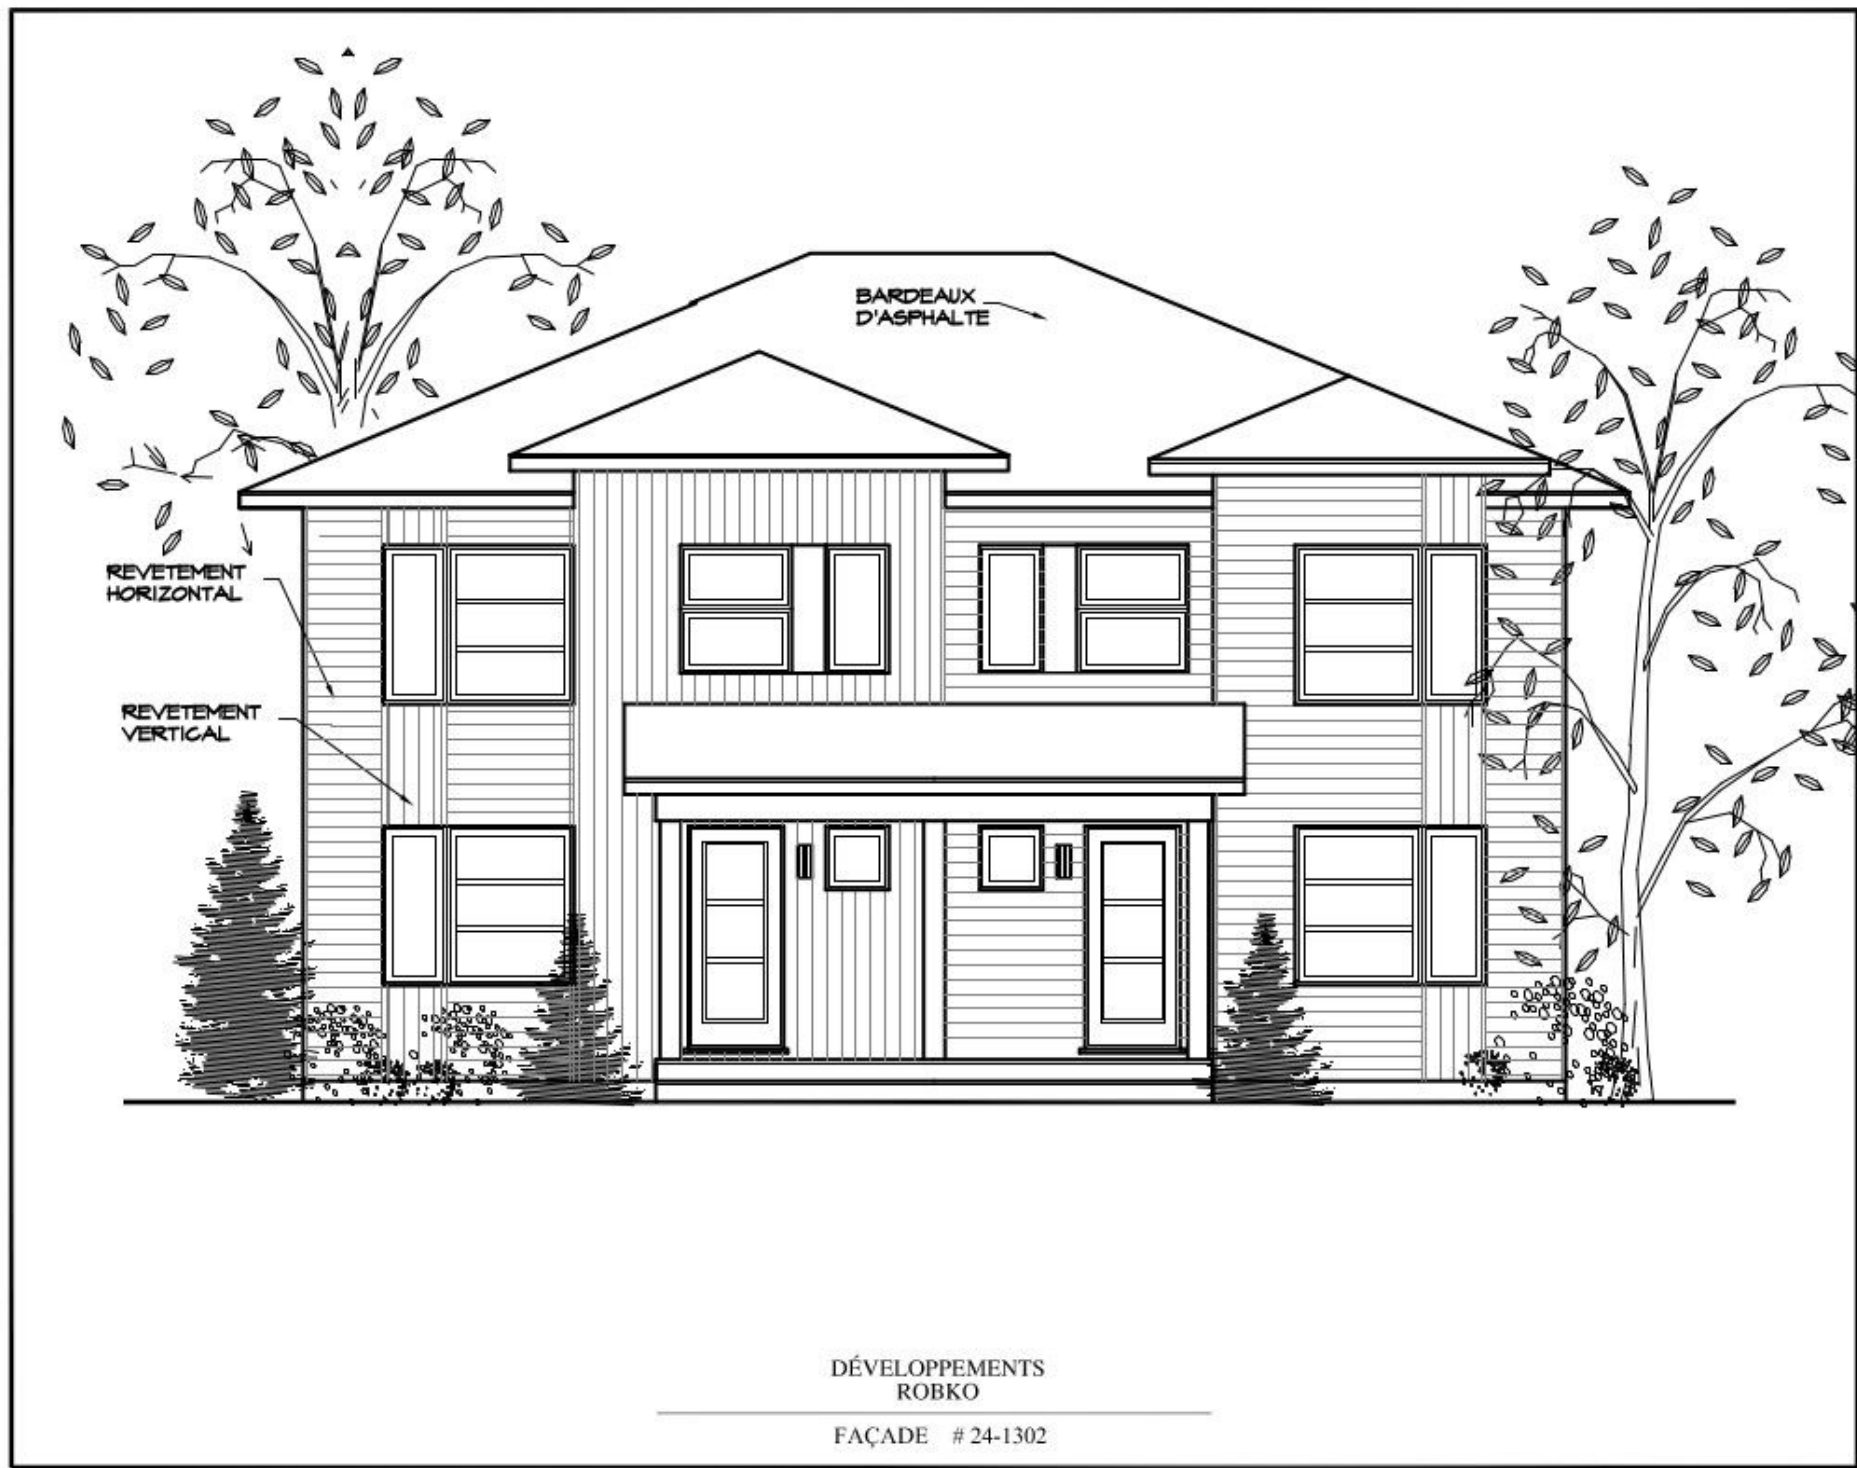 BARDEAUX
D'ASPHALTE
REVETEMENT
HORIZONTAL
REVETEMENT
VERTICAL
DÉVELOPPEMENTS
ROBKO
FAÇADE # 24-1302